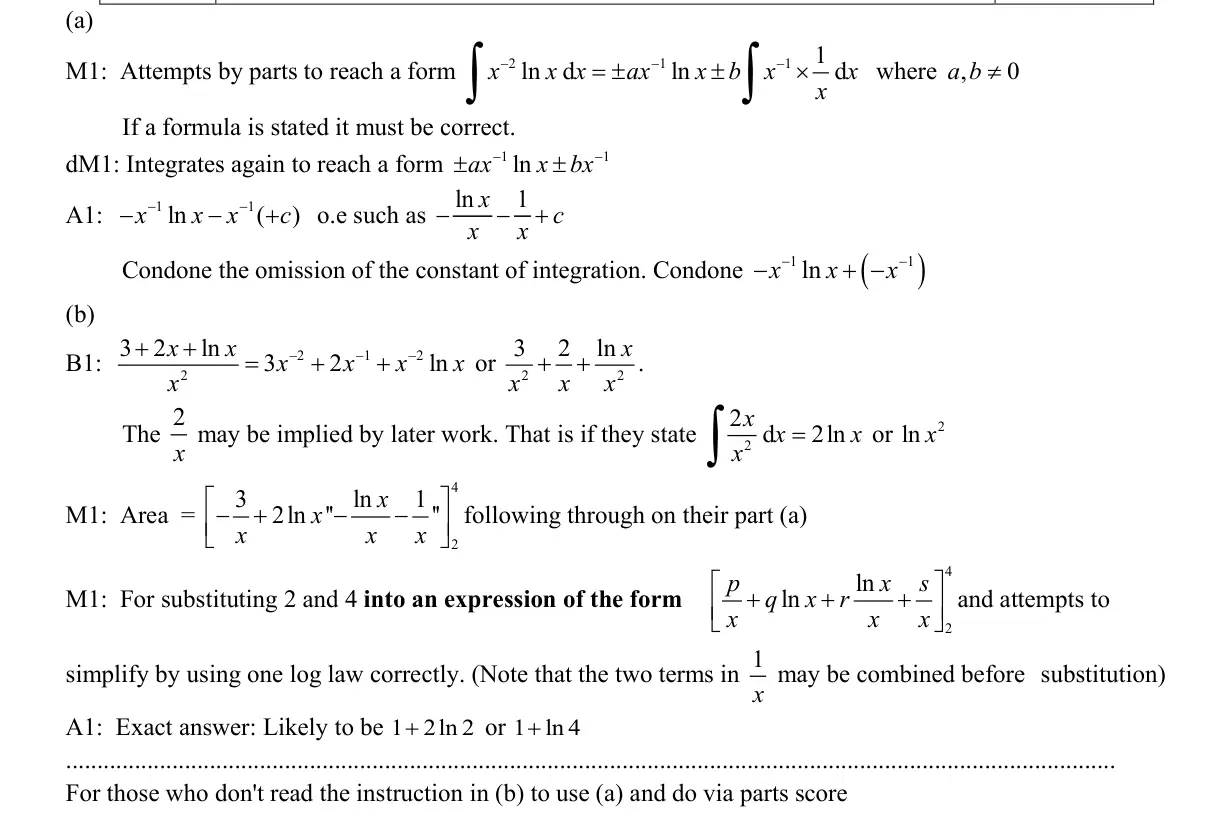 (a)
M1: Attempts by parts to reach a form ∫ x⁻² ln x dx = ±ax⁻¹ ln x ± b ∫ x⁻¹ × 1/x dx where a, b ≠ 0
If a formula is stated it must be correct.
dM1: Integrates again to reach a form ±ax⁻¹ ln x ± bx⁻¹
A1: −x⁻¹ ln x − x⁻¹ (+c) o.e such as − ln x/x − 1/x + c
Condone the omission of the constant of integration. Condone −x⁻¹ ln x + (−x⁻¹)
(b)
B1: (3 + 2x + ln x)/x² = 3x⁻² + 2x⁻¹ + x⁻² ln x or 3/x² + 2/x + ln x/x² .
The 2/x may be implied by later work. That is if they state ∫ 2x/x² dx = 2 ln x or ln x²
M1: Area = [−3/x + 2 ln x "− ln x/x − 1/x "]₂⁴ following through on their part (a)
M1: For substituting 2 and 4 into an expression of the form [p/x + q ln x + r ln x/x + s/x]₂⁴ and attempts to
simplify by using one log law correctly. (Note that the two terms in 1/x may be combined before substitution)
A1: Exact answer: Likely to be 1 + 2 ln 2 or 1 + ln 4
................................................................................
For those who don't read the instruction in (b) to use (a) and do via parts score